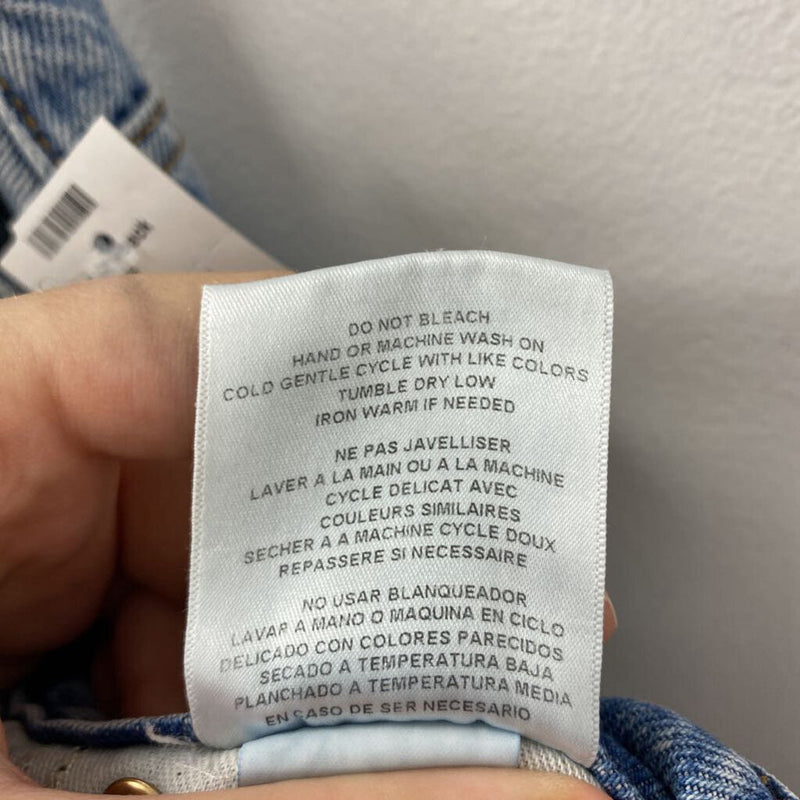 DO NOT BLEACH
HAND OR MACHINE WASH ON
COLD GENTLE CYCLE WITH LIKE COLORS
TUMBLE DRY LOW
IRON WARM IF NEEDED
NE PAS JAVELLISER
LAVER A LA MAIN OU A LA MACHINE
CYCLE DELICAT AVEC
COULEURS SIMILAIRES
SECHER A A MACHINE CYCLE DOUX
REPASSERE SI NECESSAIRE
NO USAR BLANQUEADOR
LAVAR A MANO O MAQUINA EN CICLO
DELICADO CON COLORES PARECIDOS
SECADO A TEMPERATURA BAJA
PLANCHADO A TEMPERATURA MEDIA
EN CASO DE SER NECESARIO